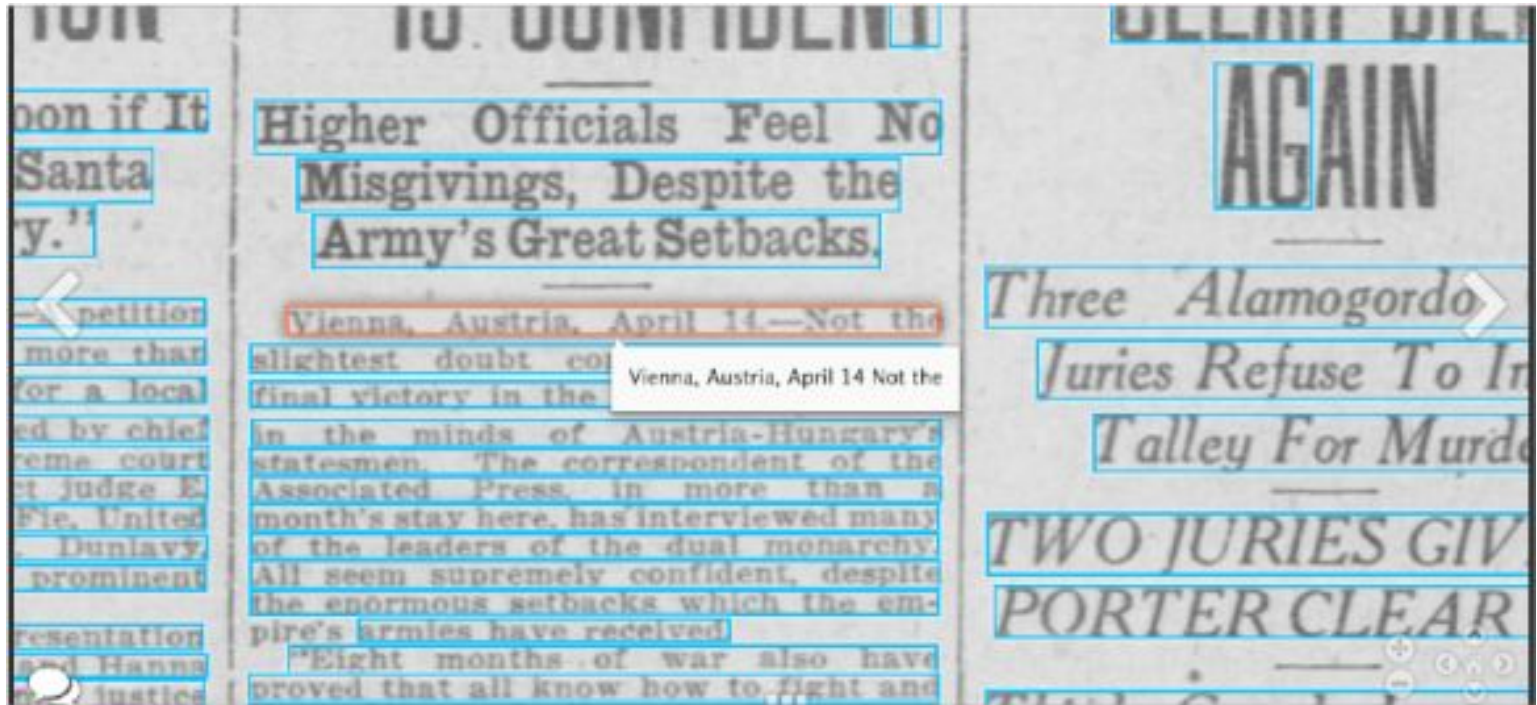 IS CONFIDENT
Higher Officials Feel No
Misgivings, Despite the
Army's Great Setbacks.
Vienna, Austria, April 14.—Not the
slightest doubt
final victory in the
in the minds of Austria-Hungary's
statesmen. The correspondent of the
Associated Press, in more than a
month's stay here, has interviewed many
of the leaders of the dual monarchy.
All seem supremely confident, despite
the enormous setbacks which the em-
pire's armies have received.
"Eight months of war also have
proved that all know how to fight and
Vienna, Austria, April 14 Not the
oon if It
Santa
y."
petition
more than
for a local
ed by chief
reme court
ct judge E.
Fie, United
Dunlavy,
prominent
resentation
and Hanna
justice
AGAIN
Three Alamogordo
Juries Refuse To In
Talley For Murde
TWO JURIES GIV
PORTER CLEAR